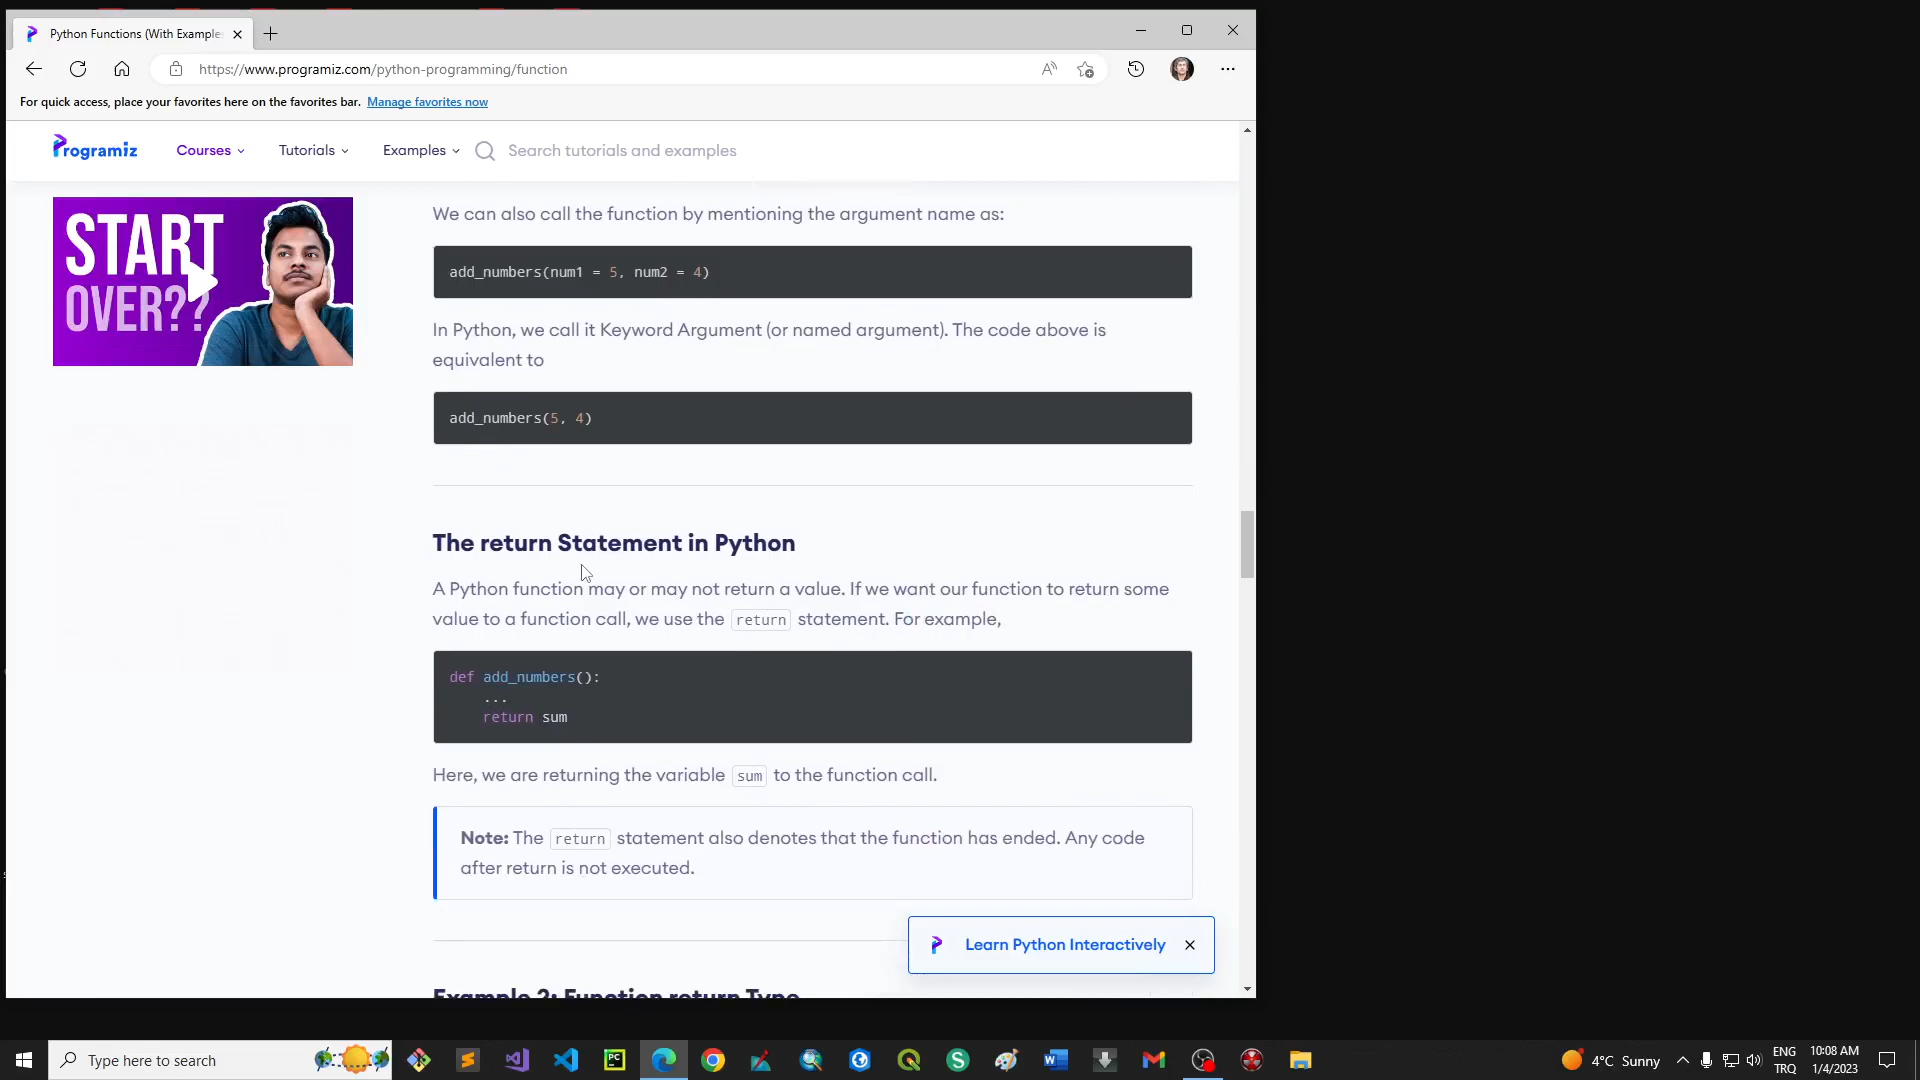 Python Functions (With Example
https://www.programiz.com/python-programming/function
For quick access, place your favorites here on the favorites bar. Manage favorites now
Programiz
Courses
Tutorials
Examples
Search tutorials and examples
START
OVER??
We can also call the function by mentioning the argument name as:
add_numbers(num1 = 5, num2 = 4)
In Python, we call it Keyword Argument (or named argument). The code above is
equivalent to
add_numbers(5, 4)
The return Statement in Python
A Python function may or may not return a value. If we want our function to return some
value to a function call, we use the return statement. For example,
def add_numbers():
...
return sum
Here, we are returning the variable sum to the function call.
Note: The return statement also denotes that the function has ended. Any code
after return is not executed.
Learn Python Interactively
Example 2: Function return Type
Type here to search
PC
4°C Sunny
ENG
TRQ
10:08 AM
1/4/2023